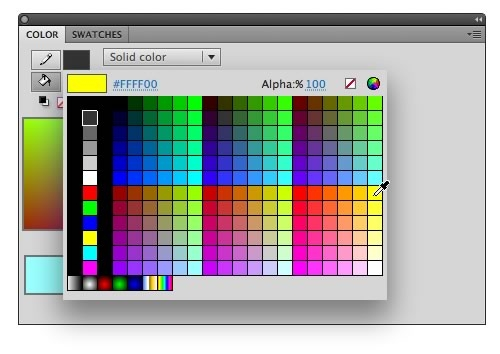 COLOR SWATCHES
Solid color
#FFFF00 Alpha:% 100